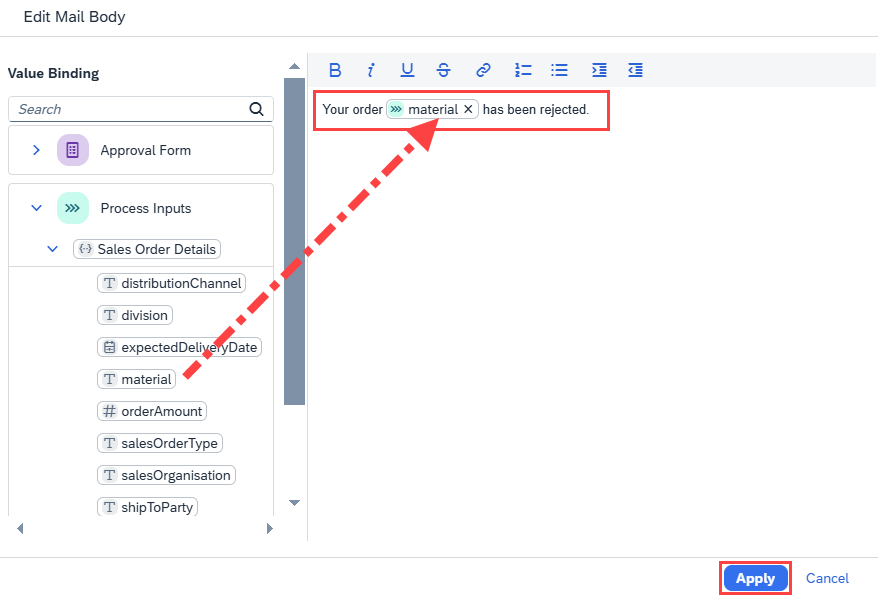 Edit Mail Body
Value Binding
Search
Approval Form
Process Inputs
Sales Order Details
distributionChannel
division
expectedDeliveryDate
material
orderAmount
salesOrderType
salesOrganisation
shipToParty
B i U S
Your order material × has been rejected.
Apply Cancel